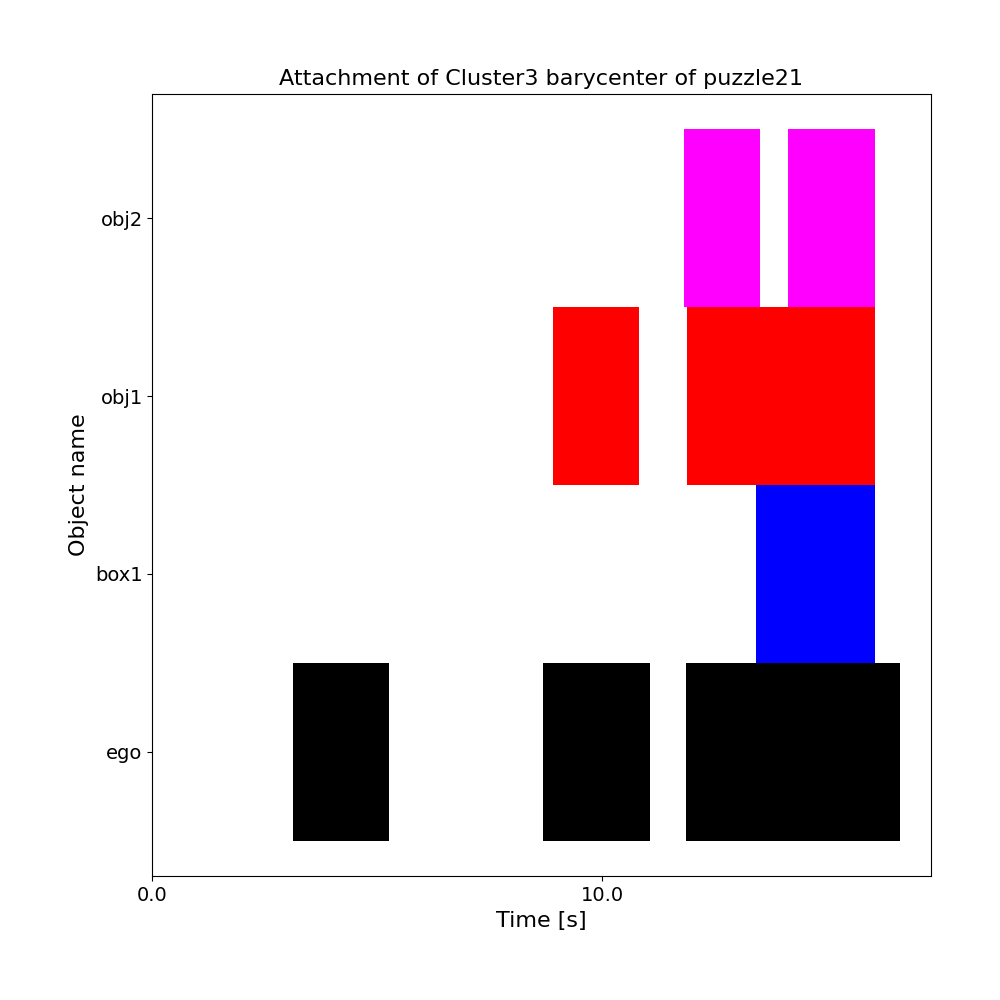 Attachment of Cluster3 barycenter of puzzle21
obj2
obj1
box1
ego
Object name
0.0
10.0
Time [s]